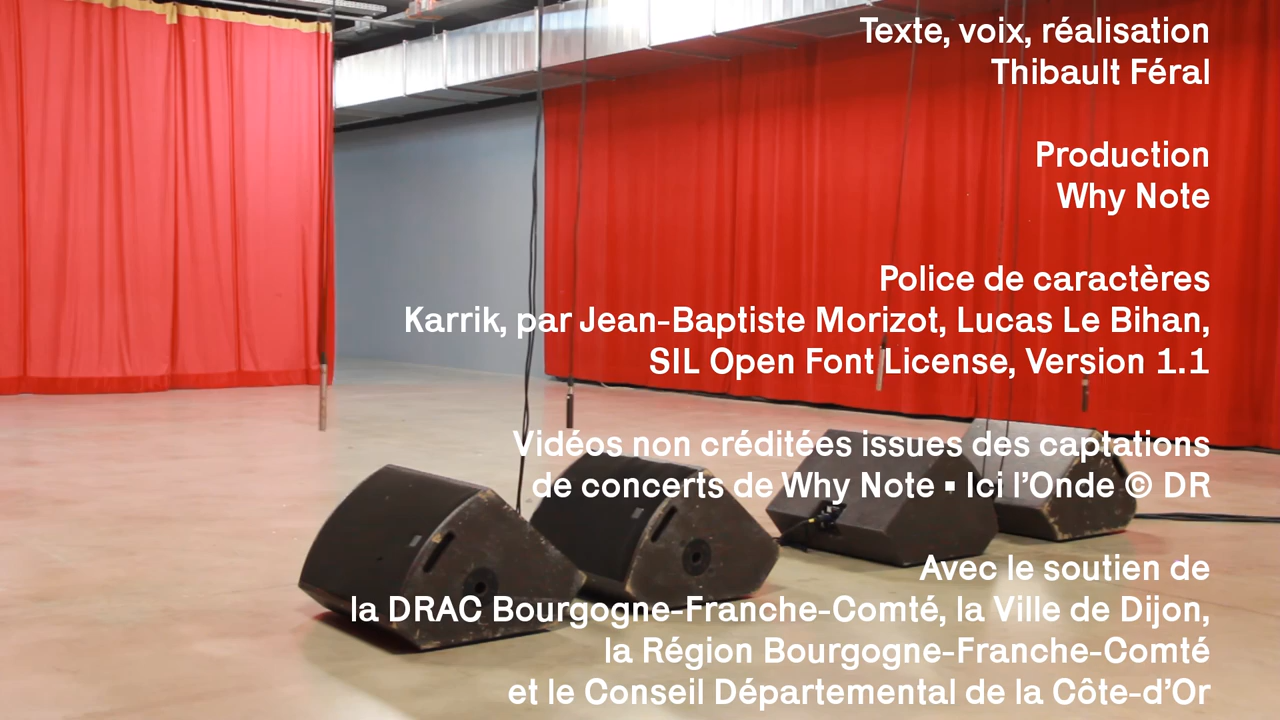 Texte, voix, réalisation
Thibault Féral
Production
Why Note
Police de caractères
Karrik, par Jean-Baptiste Morizot, Lucas Le Bihan,
SIL Open Font License, Version 1.1
Vidéos non créditées issues des captations
de concerts de Why Note ▪ Ici l’Onde © DR
Avec le soutien de
la DRAC Bourgogne-Franche-Comté, la Ville de Dijon,
la Région Bourgogne-Franche-Comté
et le Conseil Départemental de la Côte-d’Or